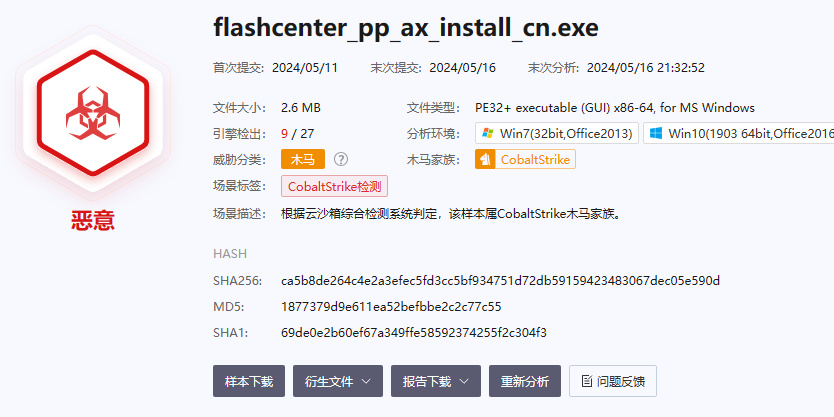 flashcenter_pp_ax_install_cn.exe
首次提交: 2024/05/11 末次提交: 2024/05/16 末次分析: 2024/05/16 21:32:52
文件大小: 2.6 MB 文件类型: PE32+ executable (GUI) x86-64, for MS Windows
引擎检出: 9 / 27 分析环境: Win7(32bit,Office2013) Win10(1903 64bit,Office2016
威胁分类: 木马 ? 木马家族: CobaltStrike
场景标签: CobaltStrike检测
恶意
场景描述: 根据云沙箱综合检测系统判定，该样本属CobaltStrike木马家族。
HASH
SHA256: ca5b8de264c4e2a3efec5fd3cc5bf934751d72db59159423483067dec05e590d
MD5: 1877379d9e611ea52befbbe2c2c77c55
SHA1: 69de0e2b60ef67a349ffe58592374255f2c304f3
样本下载 衍生文件 报告下载 重新分析 问题反馈